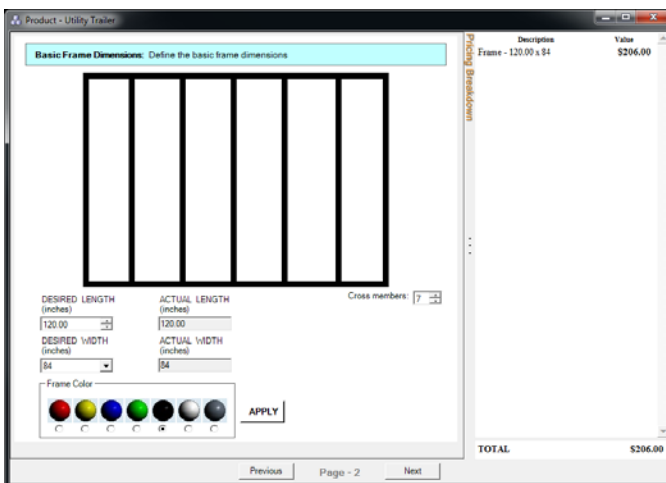 Product - Utility Trailer
Basic Frame Dimensions: Define the basic frame dimensions
DESIRED LENGTH
(inches)
120.00
ACTUAL LENGTH
(inches)
120.00
Cross members: 7
DESIRED WIDTH
(inches)
84
ACTUAL WIDTH
(inches)
84
Frame Color
APPLY
Previous
Page - 2
Next
Pricing Breakdown
Description Value
Frame - 120.00 x 84 $206.00
TOTAL $206.00